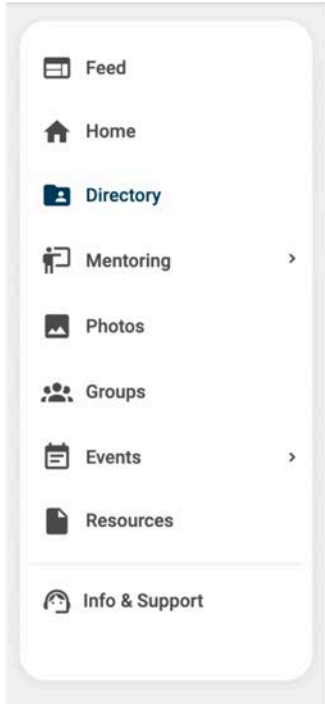 Feed
Home
Directory
Mentoring
Photos
Groups
Events
Resources
Info & Support